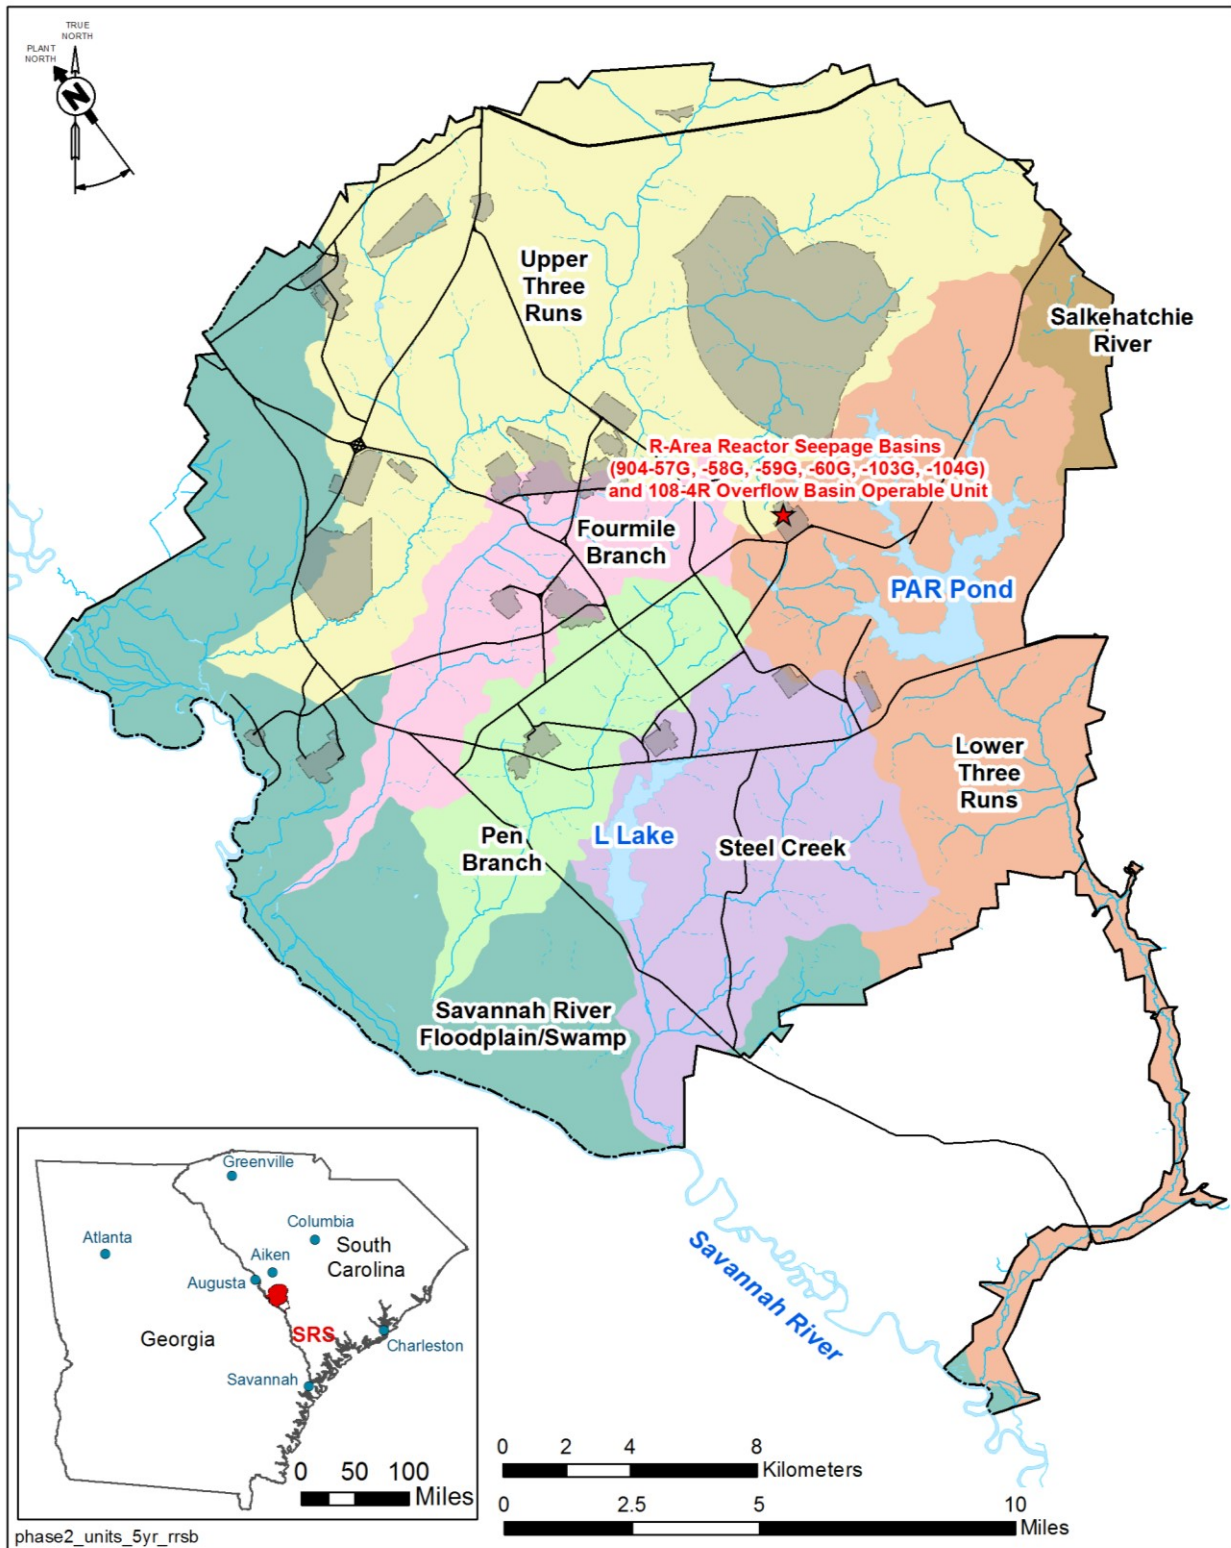 TRUE
NORTH
PLANT
NORTH
N
Upper
Three
Runs
Salkehatchie
River
R-Area Reactor Seepage Basins
(904-57G, -58G, -59G, -60G, -103G, -104G)
and 108-4R Overflow Basin Operable Unit
Fourmile
Branch
PAR Pond
Lower
Three
Runs
L Lake
Pen
Branch
Steel Creek
Savannah River
Floodplain/Swamp
Savannah River
Greenville
Columbia
Atlanta
South
Carolina
Aiken
Augusta
Georgia
SRS
Charleston
Savannah
0 50 100
Miles
0 2 4 8
Kilometers
0 2.5 5 10
Miles
phase2_units_5yr_rrsb